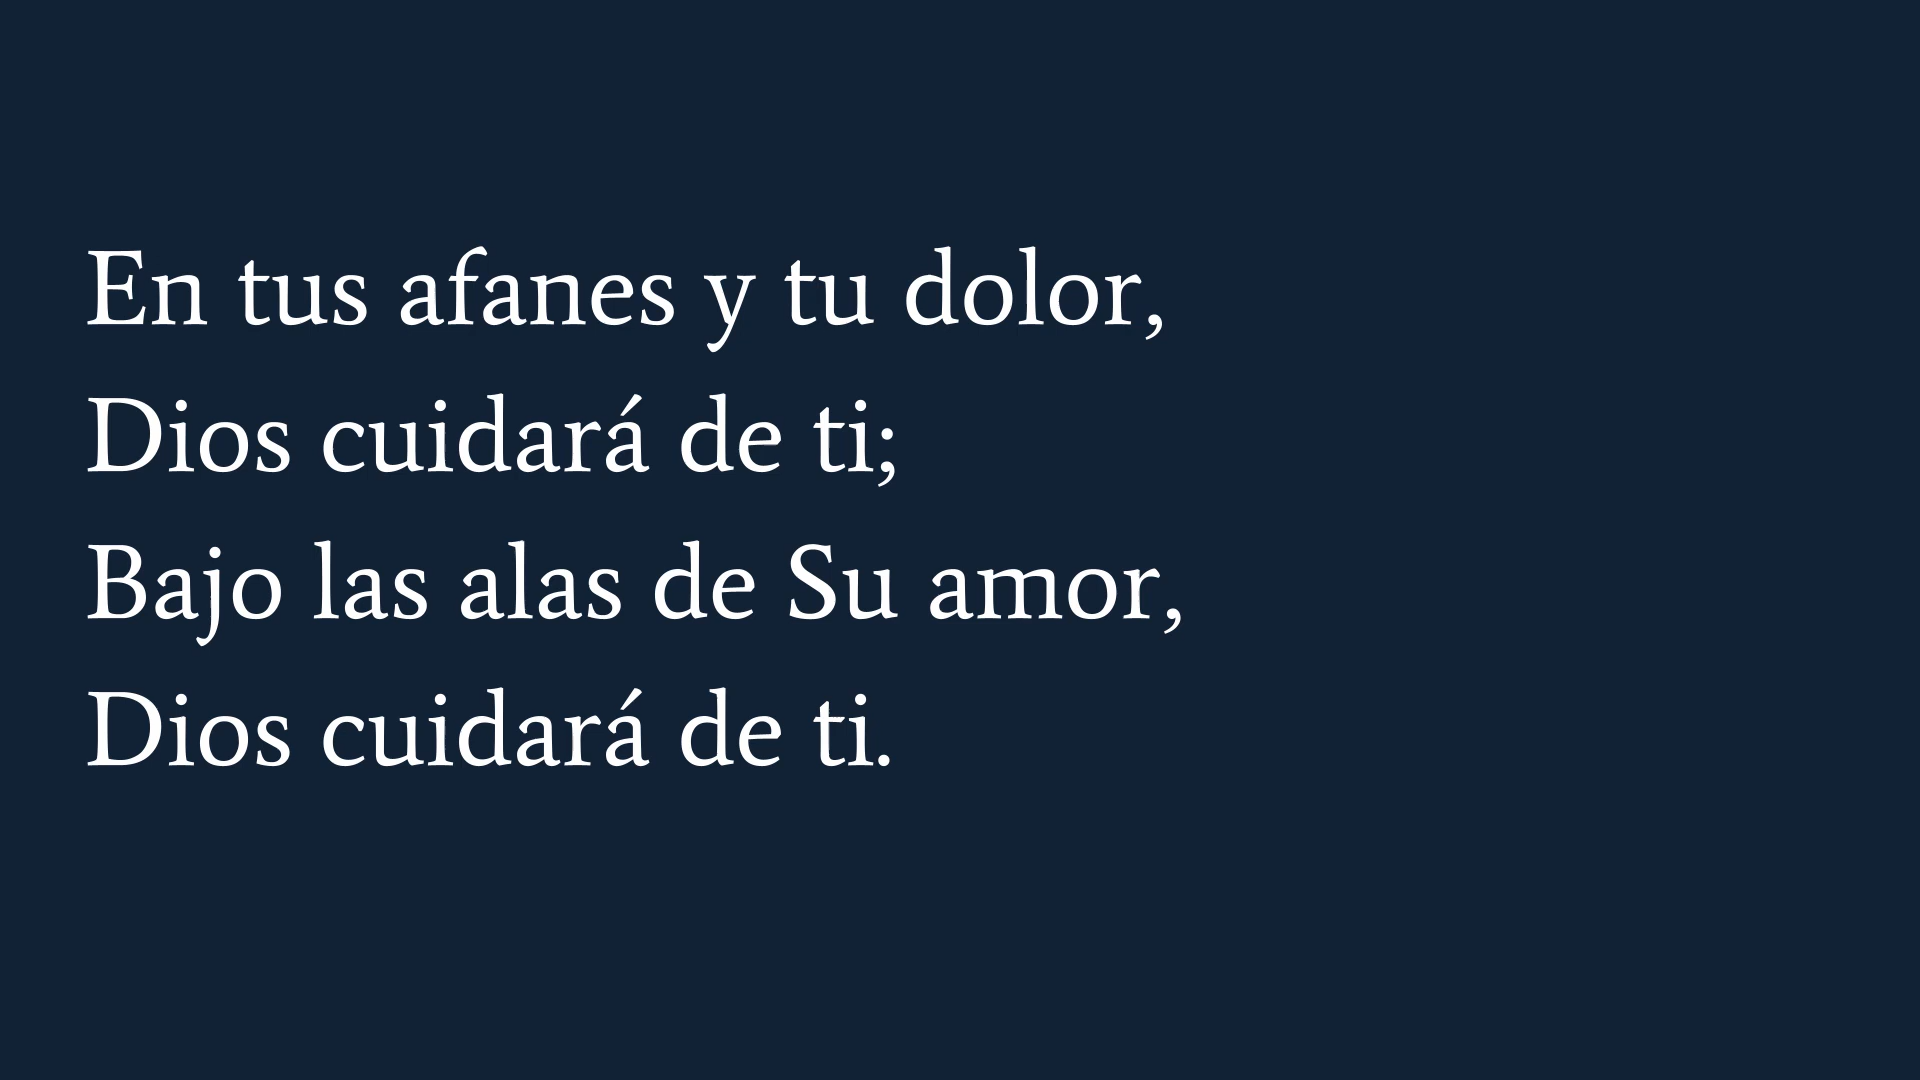 En tus afanes y tu dolor,
Dios cuidará de ti;
Bajo las alas de Su amor,
Dios cuidará de ti.